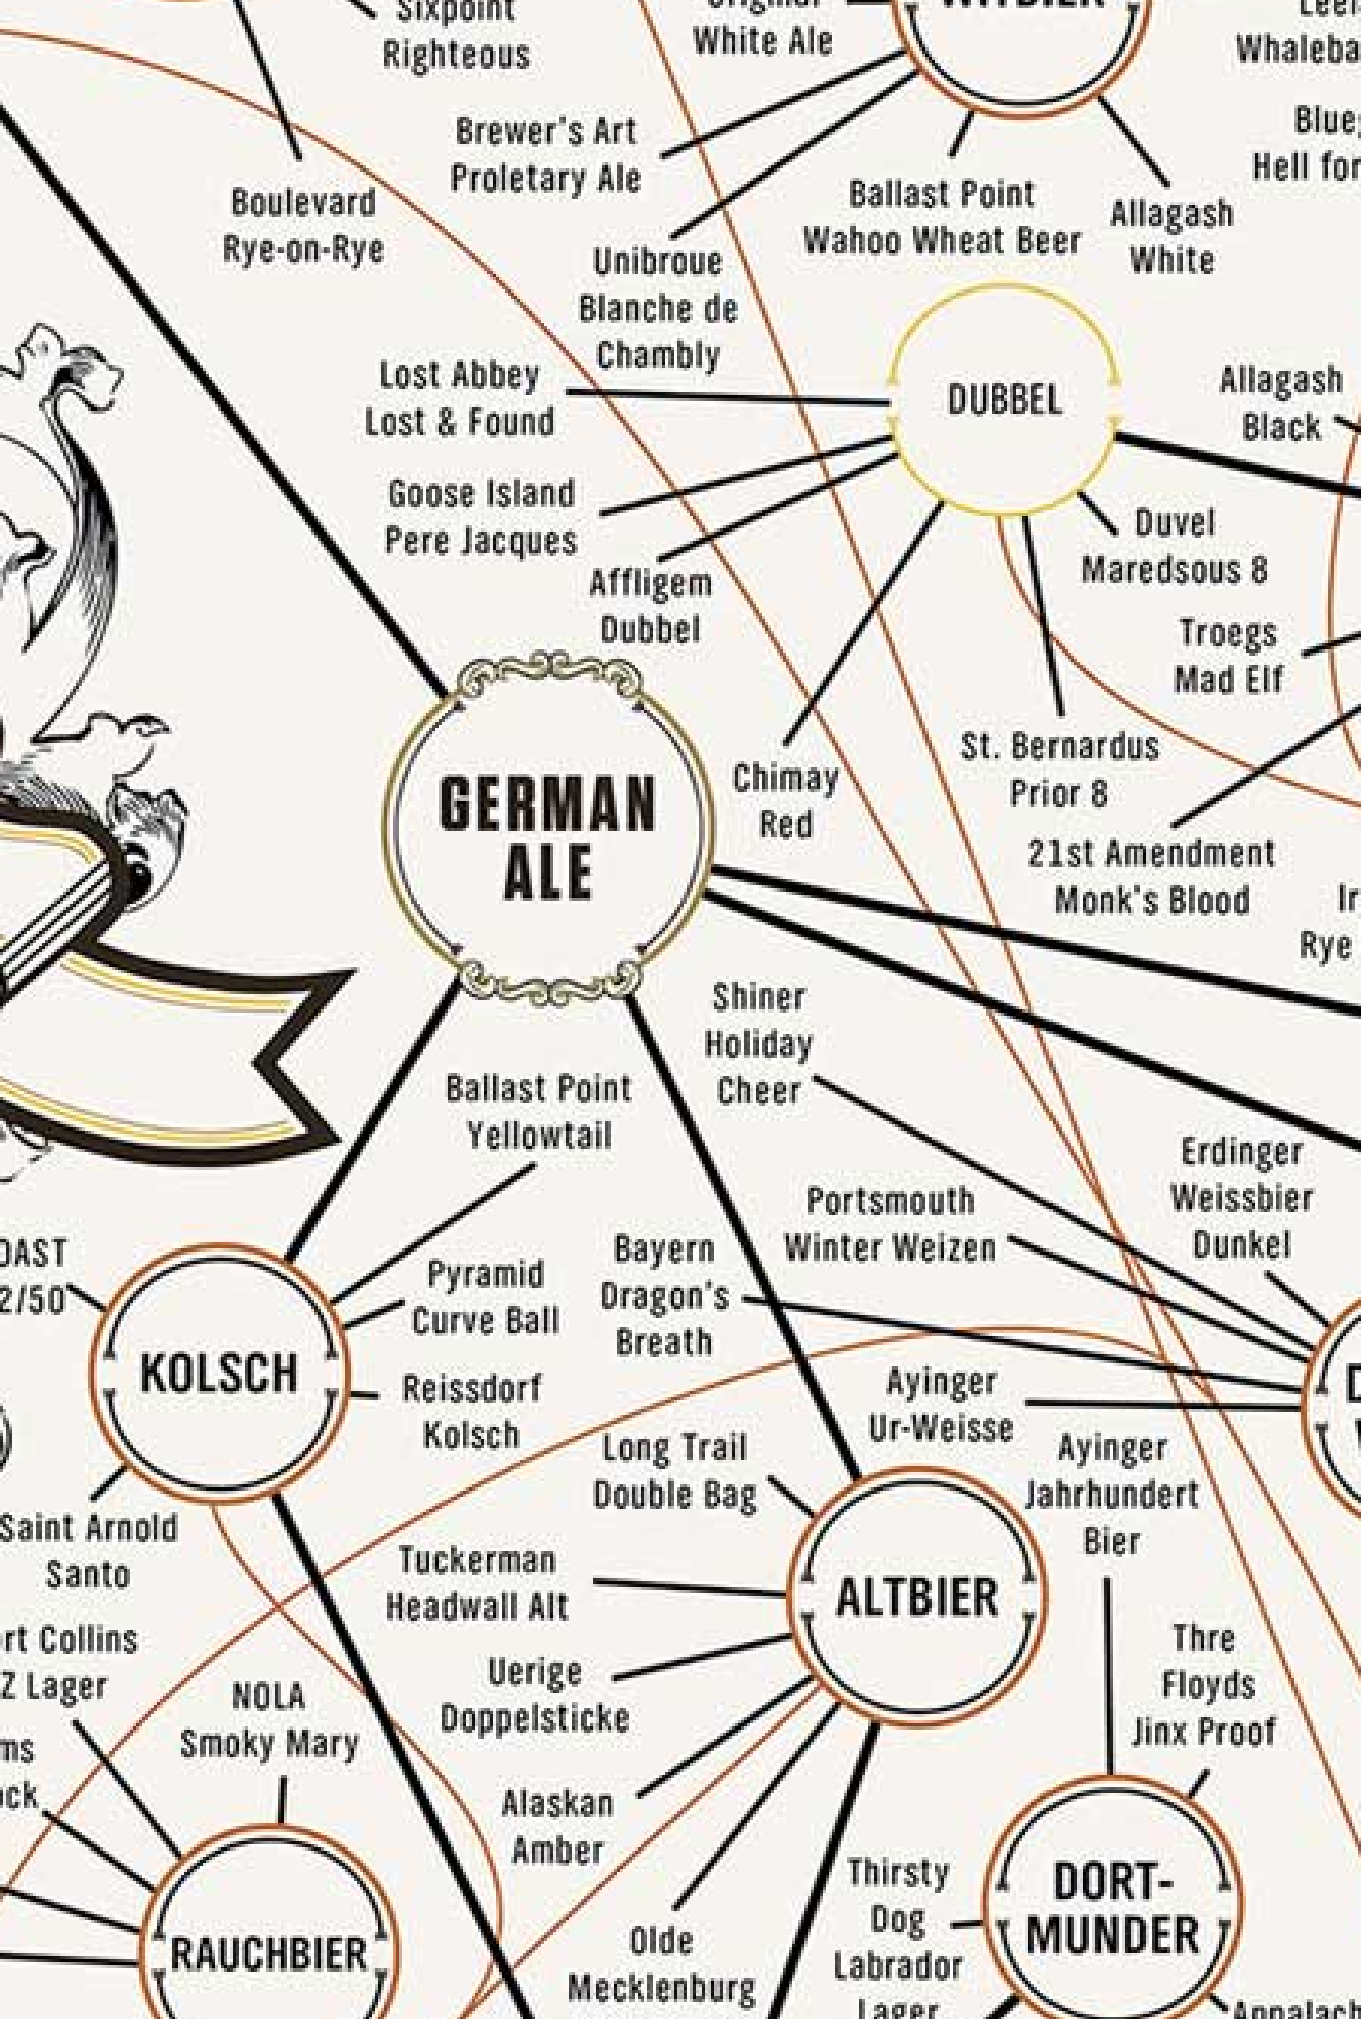 Sixpoint
Righteous
White Ale
WITBIER
Brewer's Art
Proletary Ale
Boulevard
Rye-on-Rye
Ballast Point
Wahoo Wheat Beer
Allagash
White
Hell for
Unibroue
Blanche de
Chambly
Lost Abbey
Lost & Found
DUBBEL
Allagash
Black
Goose Island
Pere Jacques
Duvel
Maredsous 8
Affligem
Dubbel
Troegs
Mad Elf
St. Bernardus
Prior 8
Chimay
Red
GERMAN
ALE
21st Amendment
Monk's Blood
Rye
Shiner
Holiday
Cheer
Ballast Point
Yellowtail
Erdinger
Weissbier
Dunkel
Portsmouth
Winter Weizen
Bayern
Dragon's
Breath
2/50
Pyramid
Curve Ball
KOLSCH
Reissdorf
Kolsch
Ayinger
Ur-Weisse
Long Trail
Double Bag
Ayinger
Jahrhundert
Bier
Saint Arnold
Santo
Tuckerman
Headwall Alt
ALTBIER
rt Collins
Z Lager
Uerige
Doppelsticke
Thre
Floyds
Jinx Proof
NOLA
Smoky Mary
Alaskan
Amber
Thirsty
Dog
Labrador
Lager
DORT-
MUNDER
RAUCHBIER
Olde
Mecklenburg